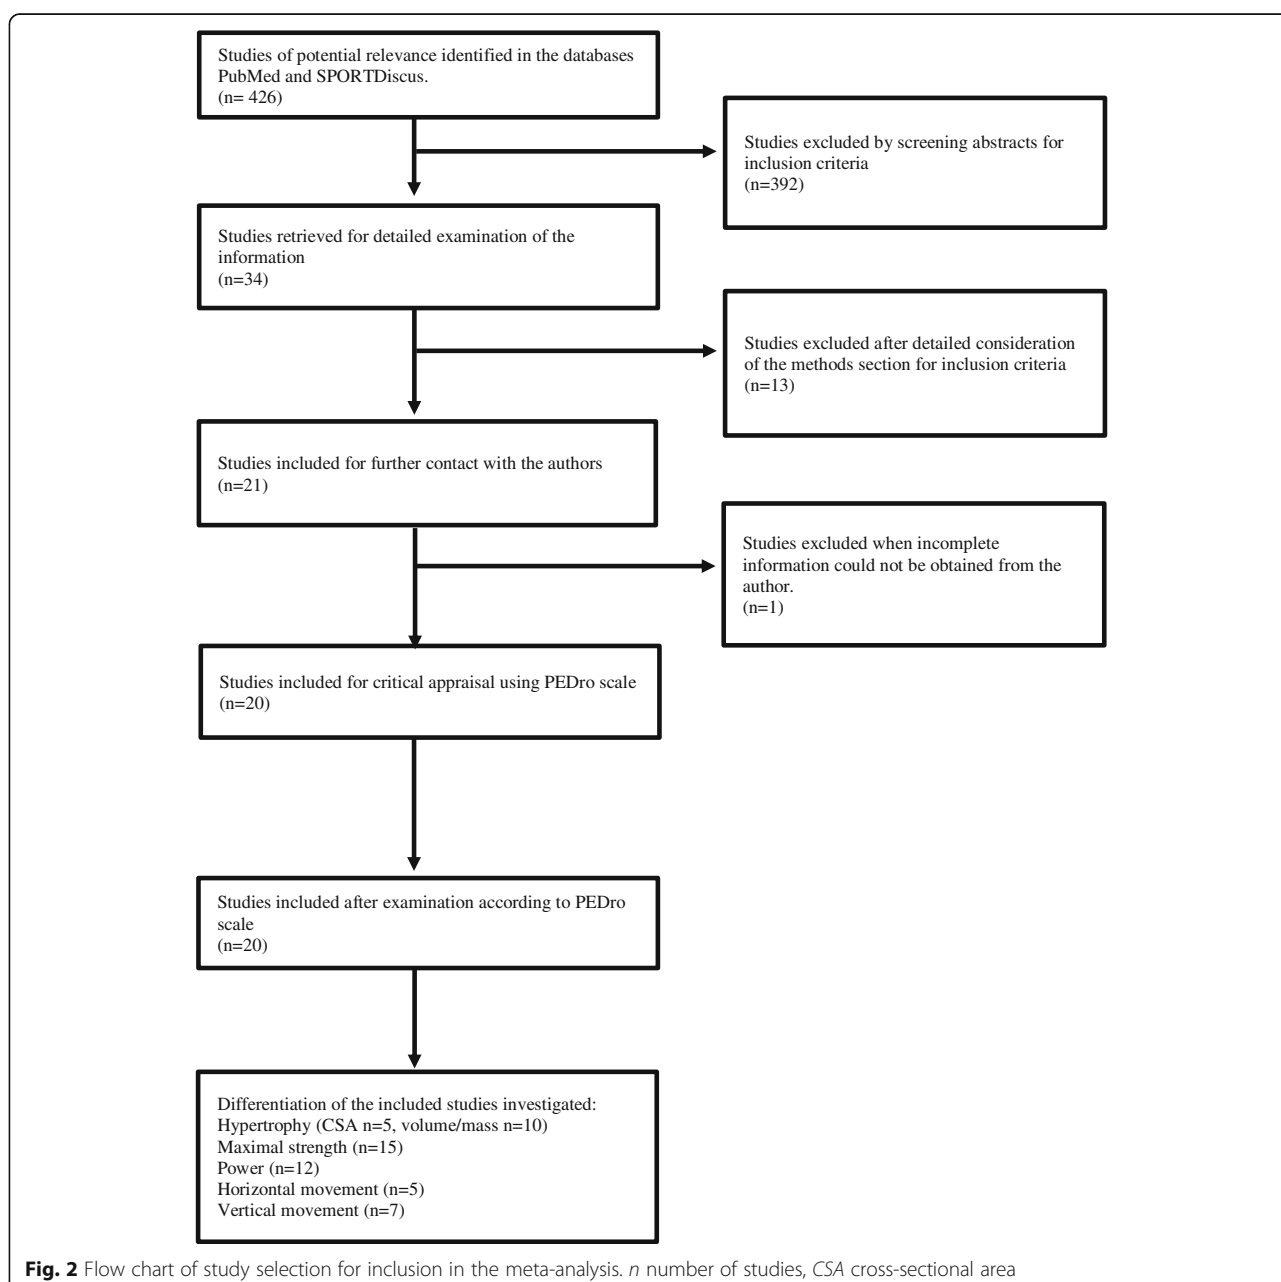 Studies of potential relevance identified in the databases
PubMed and SPORTDiscus.
(n= 426)
Studies excluded by screening abstracts for
inclusion criteria
(n=392)
Studies retrieved for detailed examination of the
information
(n=34)
Studies excluded after detailed consideration
of the methods section for inclusion criteria
(n=13)
Studies included for further contact with the authors
(n=21)
Studies excluded when incomplete
information could not be obtained from the
author.
(n=1)
Studies included for critical appraisal using PEDro scale
(n=20)
Studies included after examination according to PEDro
scale
(n=20)
Differentiation of the included studies investigated:
Hypertrophy (CSA n=5, volume/mass n=10)
Maximal strength (n=15)
Power (n=12)
Horizontal movement (n=5)
Vertical movement (n=7)
Fig. 2 Flow chart of study selection for inclusion in the meta-analysis. n number of studies, CSA cross-sectional area